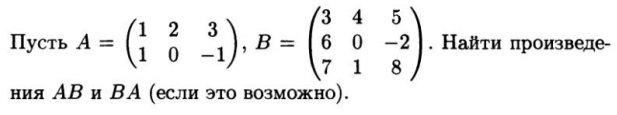 Пусть A = (1 2 3
1 0 −1), B = (3 4 5
6 0 −2
7 1 8). Найти произведе-
ния AB и BA (если это возможно).